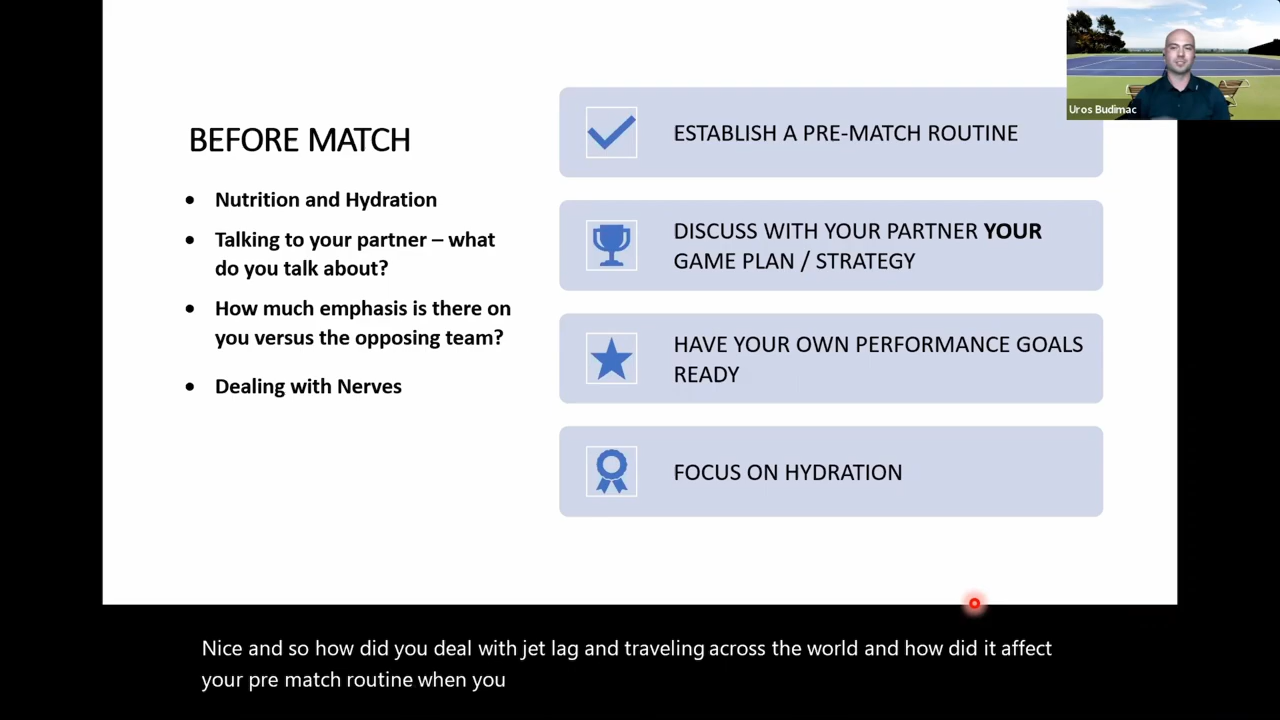 BEFORE MATCH
• Nutrition and Hydration
• Talking to your partner – what
do you talk about?
• How much emphasis is there on
you versus the opposing team?
• Dealing with Nerves
ESTABLISH A PRE-MATCH ROUTINE
DISCUSS WITH YOUR PARTNER YOUR
GAME PLAN / STRATEGY
HAVE YOUR OWN PERFORMANCE GOALS
READY
FOCUS ON HYDRATION
Uros Budimac
Nice and so how did you deal with jet lag and traveling across the world and how did it affect
your pre match routine when you